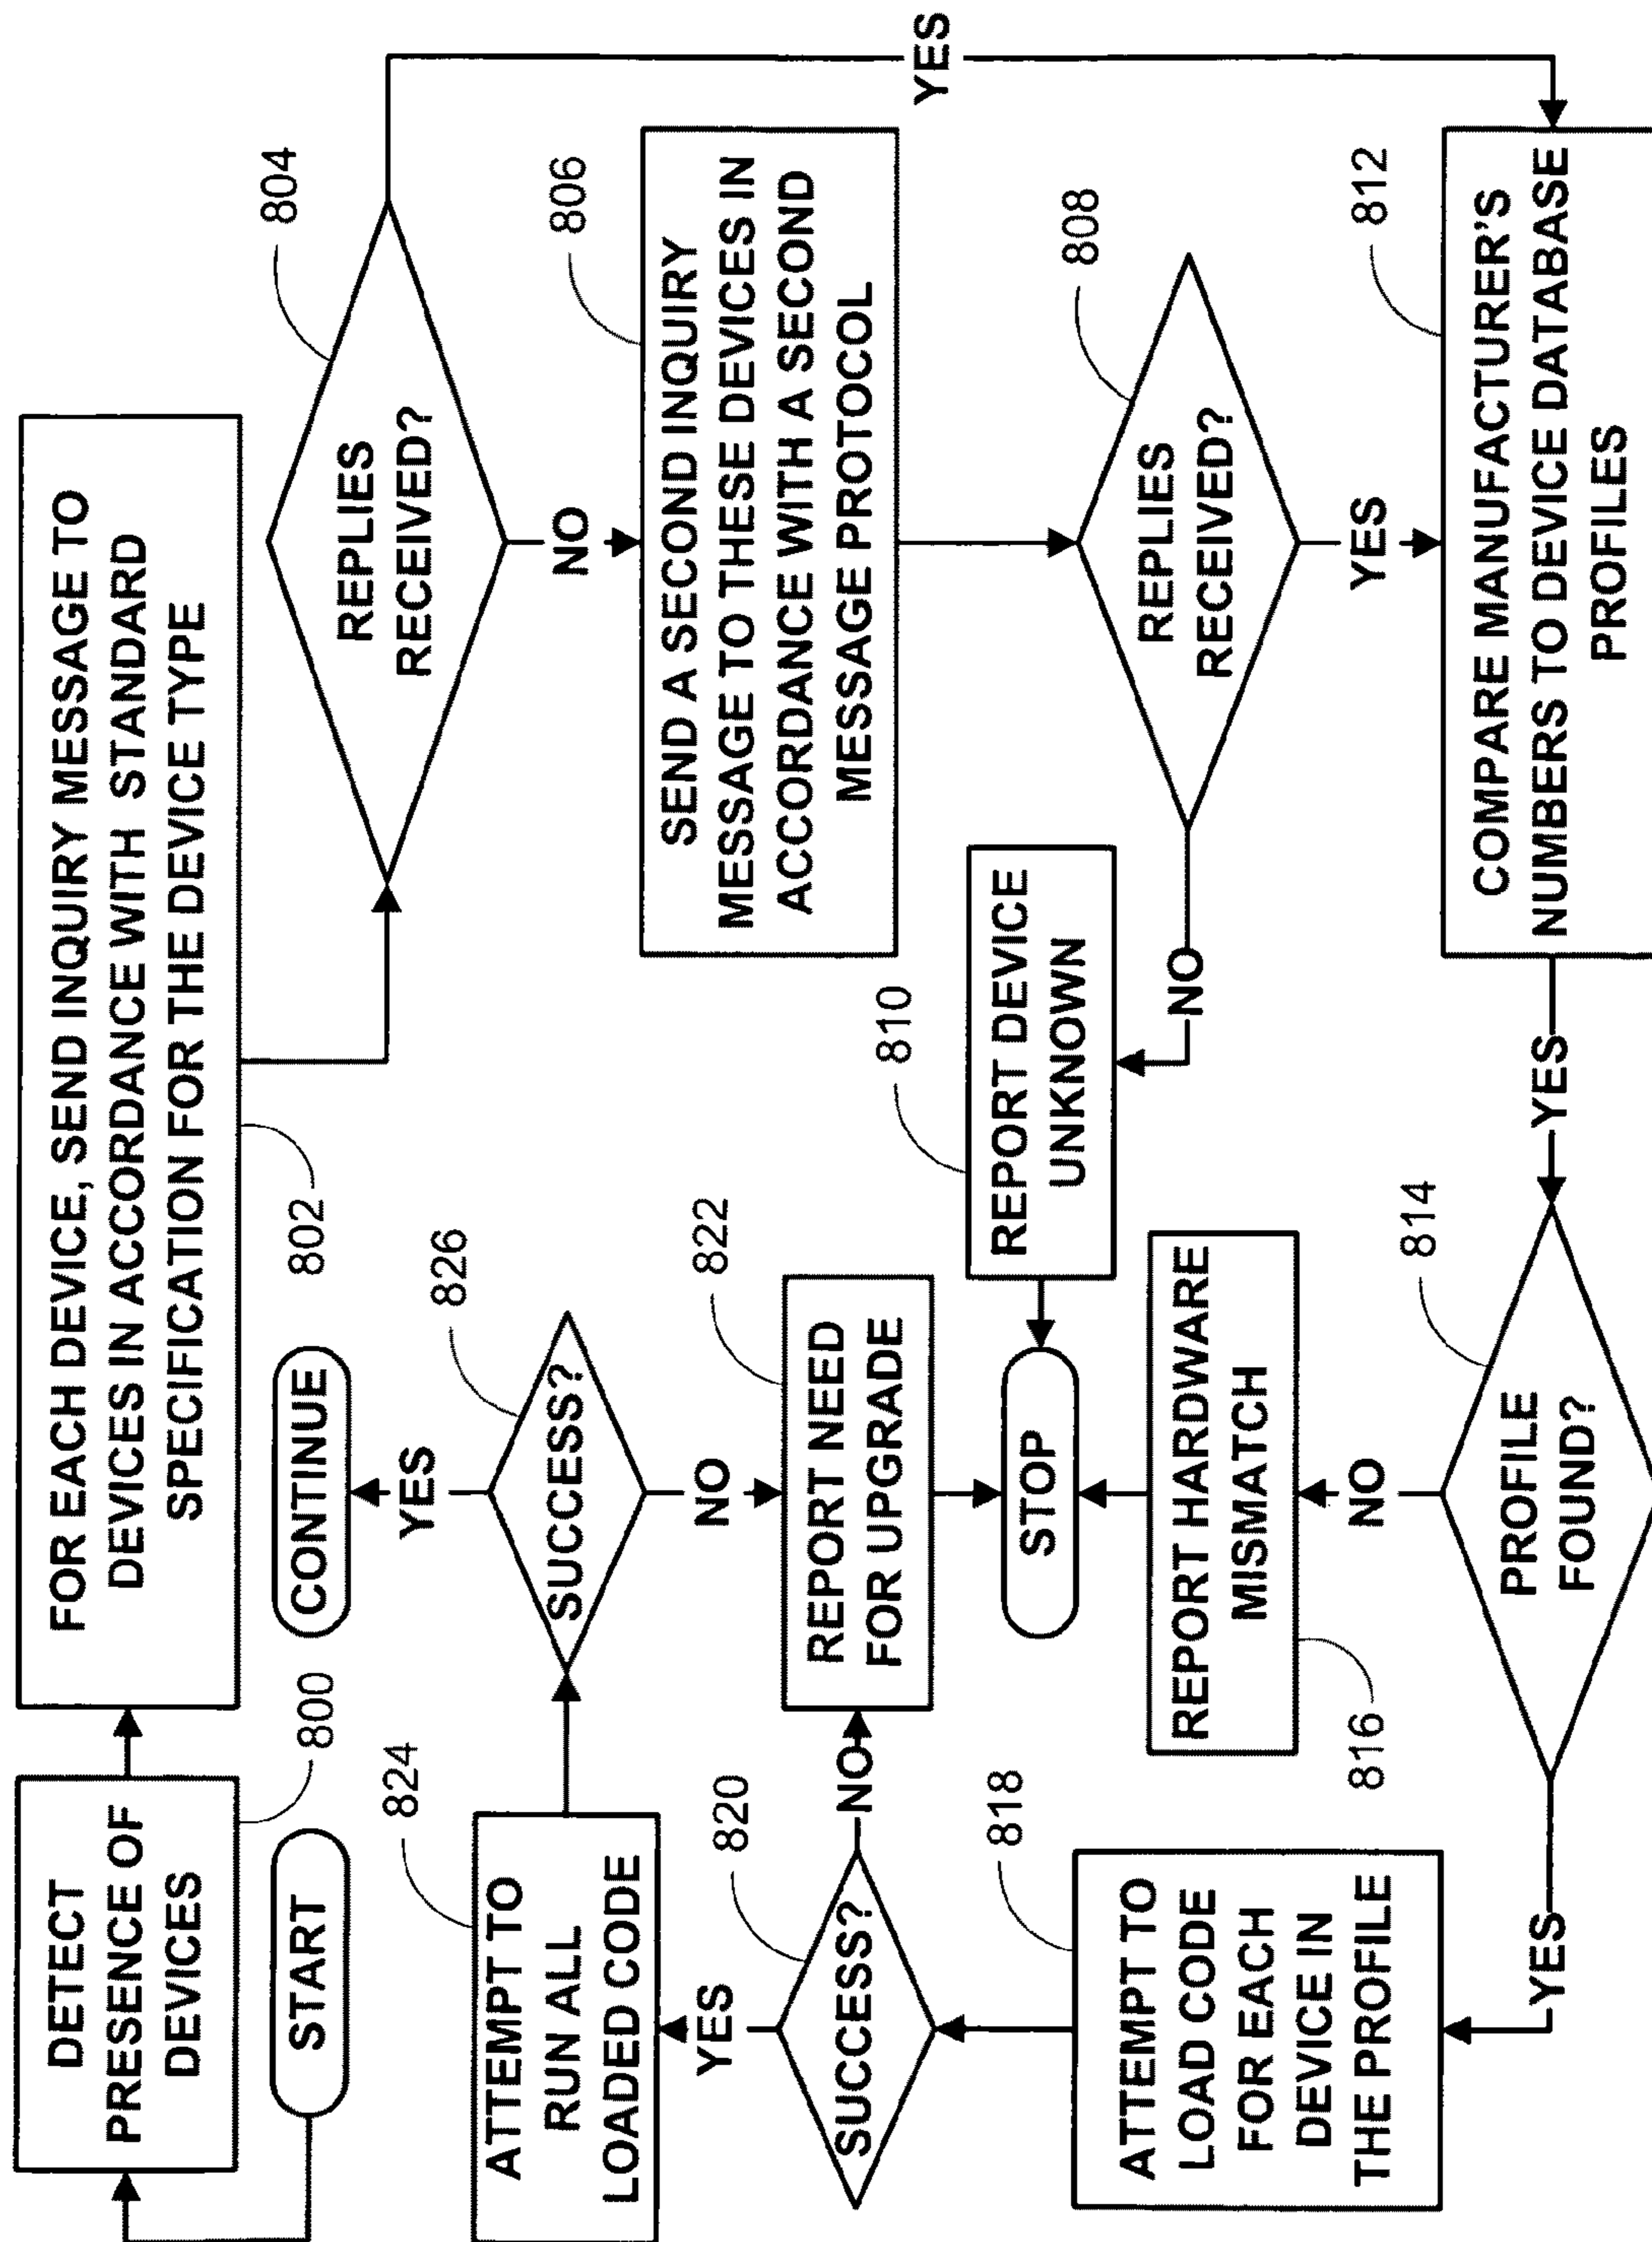 START
DETECT
PRESENCE OF
DEVICES
800
FOR EACH DEVICE, SEND INQUIRY MESSAGE TO
DEVICES IN ACCORDANCE WITH STANDARD
SPECIFICATION FOR THE DEVICE TYPE
802
REPLIES
RECEIVED?
804
YES
NO
SEND A SECOND INQUIRY
MESSAGE TO THESE DEVICES IN
ACCORDANCE WITH A SECOND
MESSAGE PROTOCOL
806
REPLIES
RECEIVED?
808
NO
REPORT DEVICE
UNKNOWN
810
YES
COMPARE MANUFACTURER'S
NUMBERS TO DEVICE DATABASE
PROFILES
812
YES
PROFILE
FOUND?
814
NO
REPORT HARDWARE
MISMATCH
816
STOP
YES
ATTEMPT TO
LOAD CODE
FOR EACH
DEVICE IN
THE PROFILE
818
SUCCESS?
820
NO
REPORT NEED
FOR UPGRADE
822
YES
ATTEMPT TO
RUN ALL
LOADED CODE
824
SUCCESS?
826
NO
YES
CONTINUE